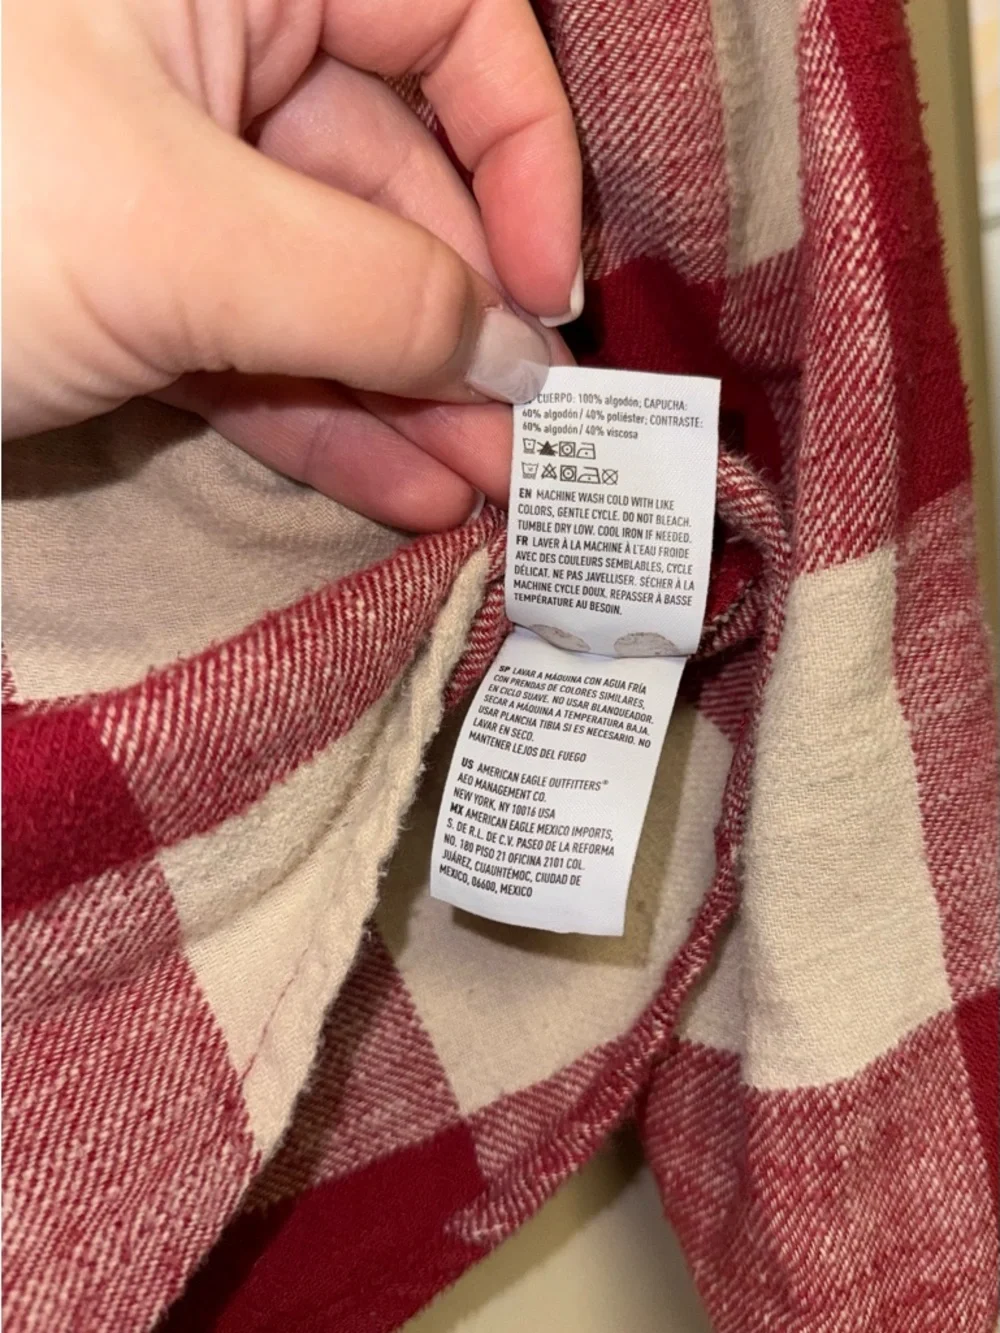 CUERPO: 100% algodón; CAPUCHA:
60% algodón / 40% poliéster; CONTRASTE:
60% algodón / 40% viscosa
EN MACHINE WASH COLD WITH LIKE
COLORS, GENTLE CYCLE. DO NOT BLEACH.
TUMBLE DRY LOW. COOL IRON IF NEEDED.
FR LAVER À LA MACHINE À L'EAU FROIDE
AVEC DES COULEURS SEMBLABLES, CYCLE
DÉLICAT. NE PAS JAVELLISER. SÉCHER À LA
MACHINE CYCLE DOUX. REPASSER À BASSE
TEMPÉRATURE AU BESOIN.
SP LAVAR A MÁQUINA CON AGUA FRÍA
CON PRENDAS DE COLORES SIMILARES,
EN CICLO SUAVE. NO USAR BLANQUEADOR.
SECAR A MÁQUINA A TEMPERATURA BAJA.
USAR PLANCHA TIBIA SI ES NECESARIO. NO
LAVAR EN SECO.
MANTENER LEJOS DEL FUEGO
US AMERICAN EAGLE OUTFITTERS®
AEO MANAGEMENT CO.
NEW YORK, NY 10016 USA
MX AMERICAN EAGLE MEXICO IMPORTS,
S. DE R.L. DE C.V. PASEO DE LA REFORMA
NO. 180 PISO 21 OFICINA 2101 COL.
JUÁREZ, CUAUHTÉMOC, CIUDAD DE
MEXICO, 06600, MEXICO